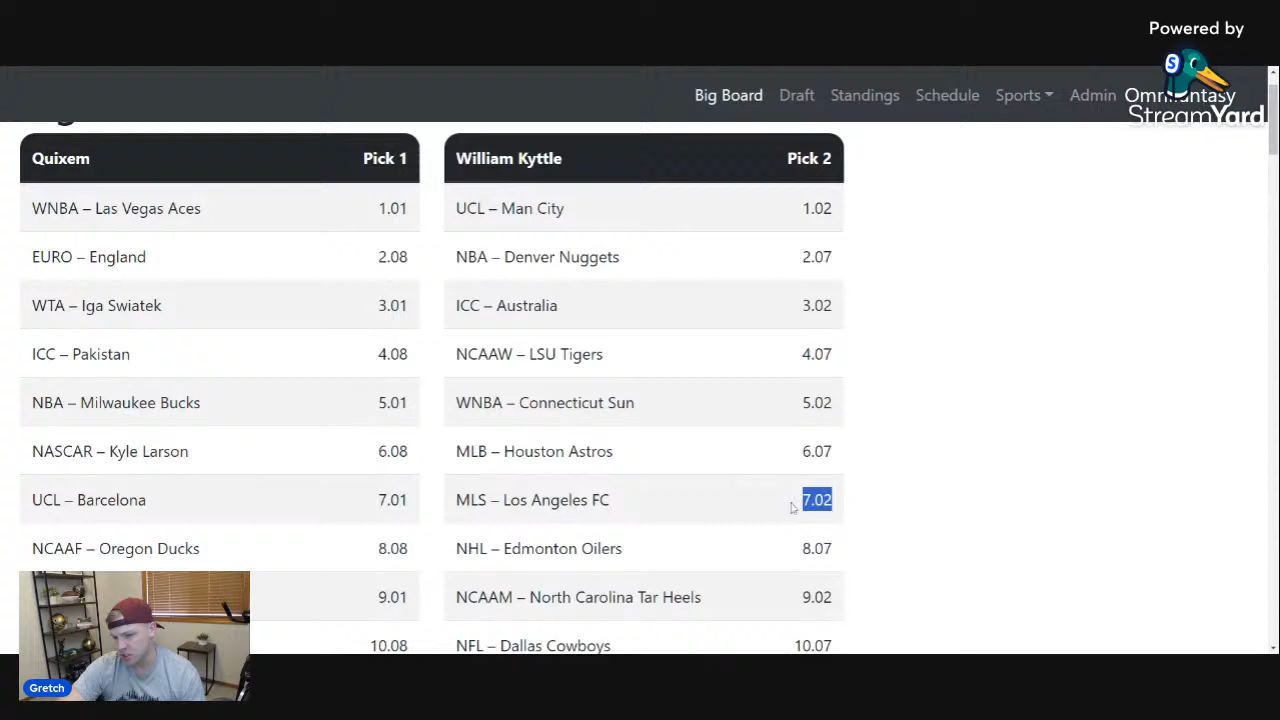 Powered by
Big Board Draft Standings Schedule Sports Admin Omnifantasy
StreamYard
Quixem Pick 1
WNBA – Las Vegas Aces 1.01
EURO – England 2.08
WTA – Iga Swiatek 3.01
ICC – Pakistan 4.08
NBA – Milwaukee Bucks 5.01
NASCAR – Kyle Larson 6.08
UCL – Barcelona 7.01
NCAAF – Oregon Ducks 8.08
9.01
10.08
William Kyttle Pick 2
UCL – Man City 1.02
NBA – Denver Nuggets 2.07
ICC – Australia 3.02
NCAAW – LSU Tigers 4.07
WNBA – Connecticut Sun 5.02
MLB – Houston Astros 6.07
MLS – Los Angeles FC 7.02
NHL – Edmonton Oilers 8.07
NCAAM – North Carolina Tar Heels 9.02
NFL – Dallas Cowboys 10.07
Gretch